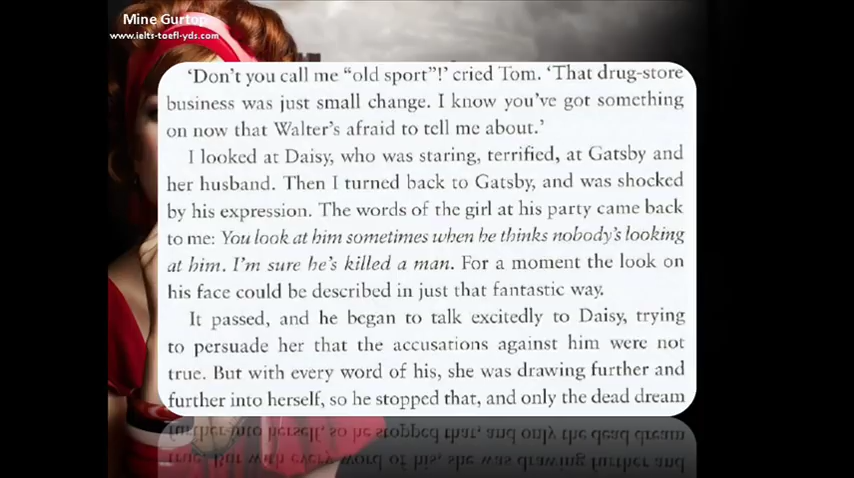 Mine Gurtop
www.ielts-toefl-yds.com
‘Don’t you call me “old sport”!’ cried Tom. ‘That drug-store
business was just small change. I know you’ve got something
on now that Walter’s afraid to tell me about.’
I looked at Daisy, who was staring, terrified, at Gatsby and
her husband. Then I turned back to Gatsby, and was shocked
by his expression. The words of the girl at his party came back
to me: You look at him sometimes when he thinks nobody’s looking
at him. I’m sure he’s killed a man. For a moment the look on
his face could be described in just that fantastic way.
It passed, and he began to talk excitedly to Daisy, trying
to persuade her that the accusations against him were not
true. But with every word of his, she was drawing further and
further into herself, so he stopped that, and only the dead dream